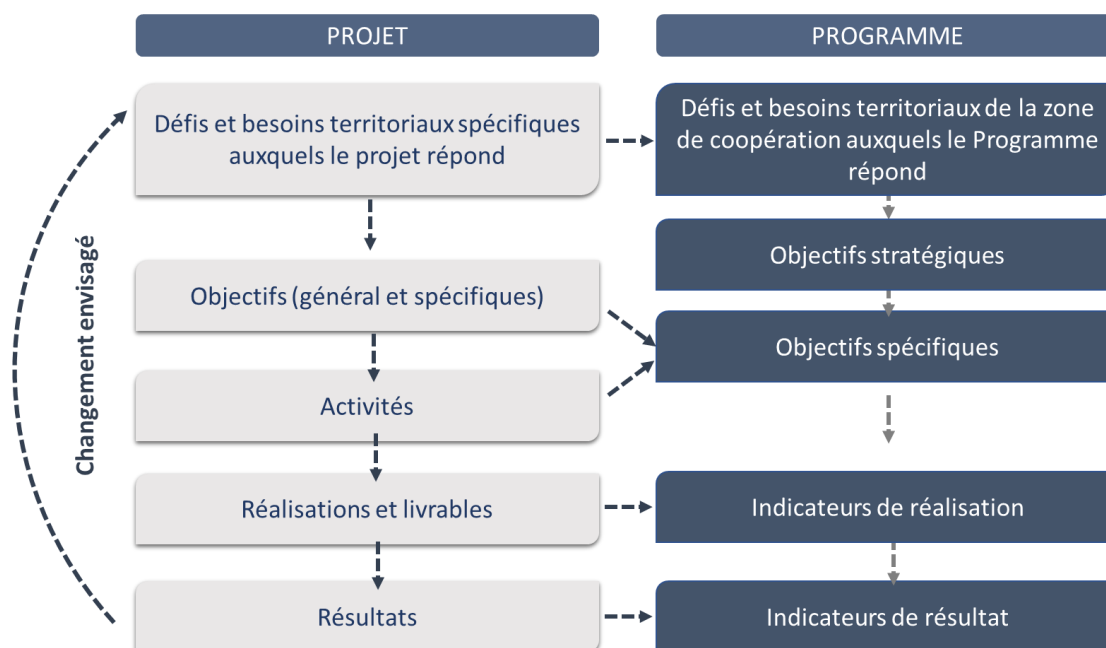 PROJET
PROGRAMME
Défis et besoins territoriaux spécifiques
auxquels le projet répond
Défis et besoins territoriaux de la zone
de coopération auxquels le Programme
répond
Objectifs stratégiques
Changement envisagé
Objectifs (général et spécifiques)
Objectifs spécifiques
Activités
Réalisations et livrables
Indicateurs de réalisation
Résultats
Indicateurs de résultat